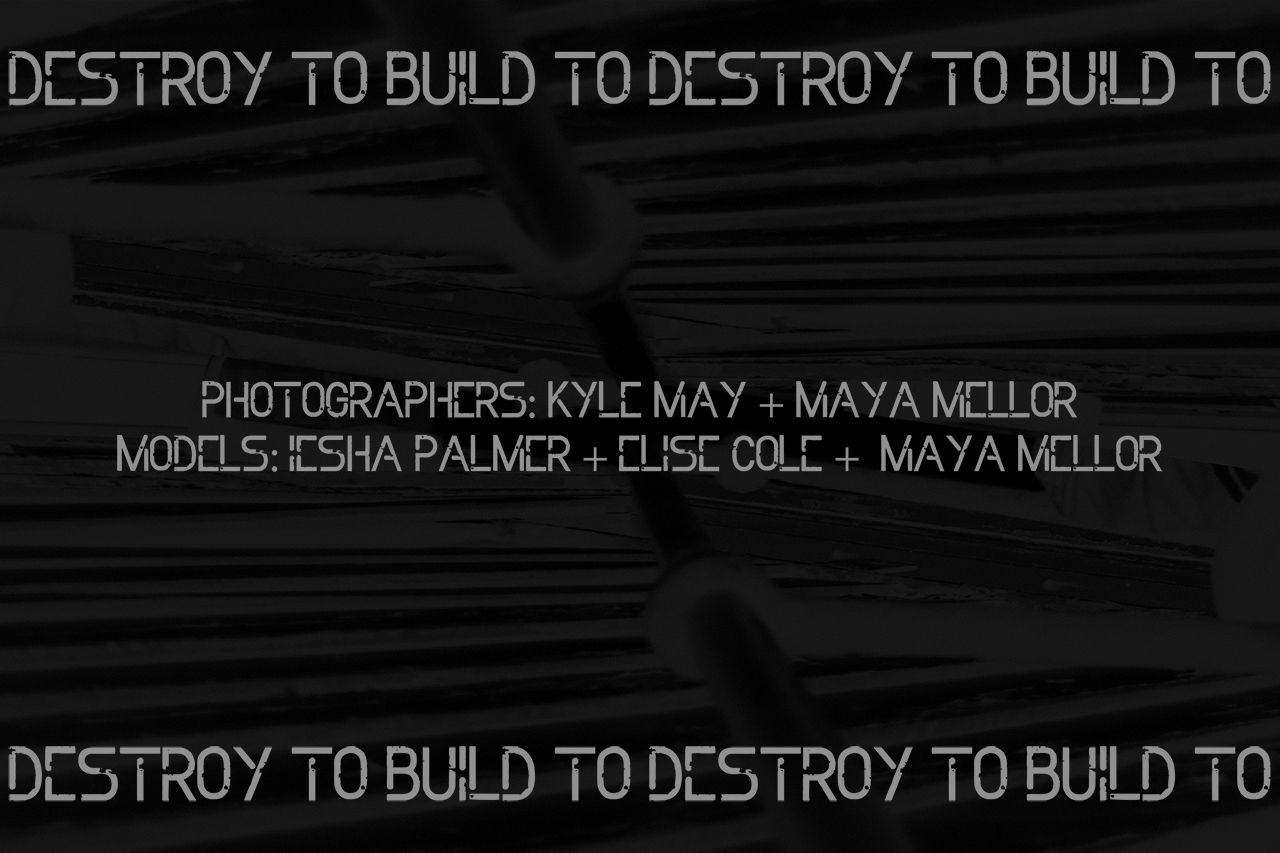 DESTROY TO BUILD TO DESTROY TO BUILD TO
PHOTOGRAPHERS: KYLE MAY + MAYA MELLOR
MODELS: IESHA PALMER + ELISE COLE + MAYA MELLOR
DESTROY TO BUILD TO DESTROY TO BUILD TO